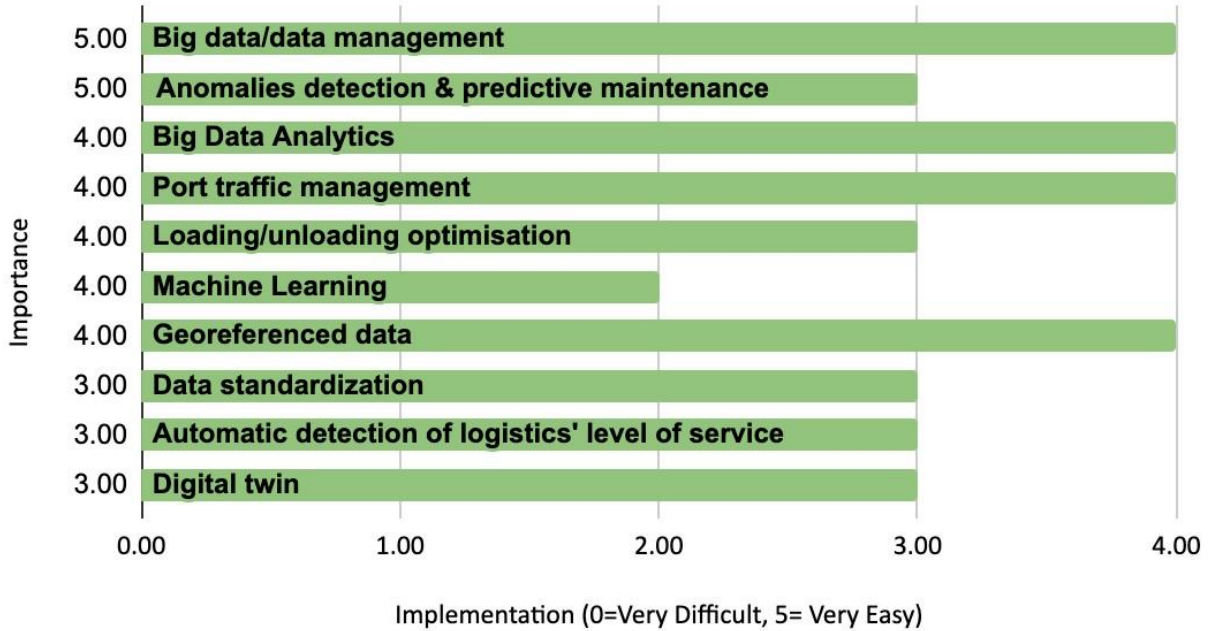 5.00 Big data/data management
5.00 Anomalies detection & predictive maintenance
4.00 Big Data Analytics
4.00 Port traffic management
4.00 Loading/unloading optimisation
4.00 Machine Learning
4.00 Georeferenced data
3.00 Data standardization
3.00 Automatic detection of logistics' level of service
3.00 Digital twin
Importance
0.00 1.00 2.00 3.00 4.00
Implementation (0=Very Difficult, 5= Very Easy)